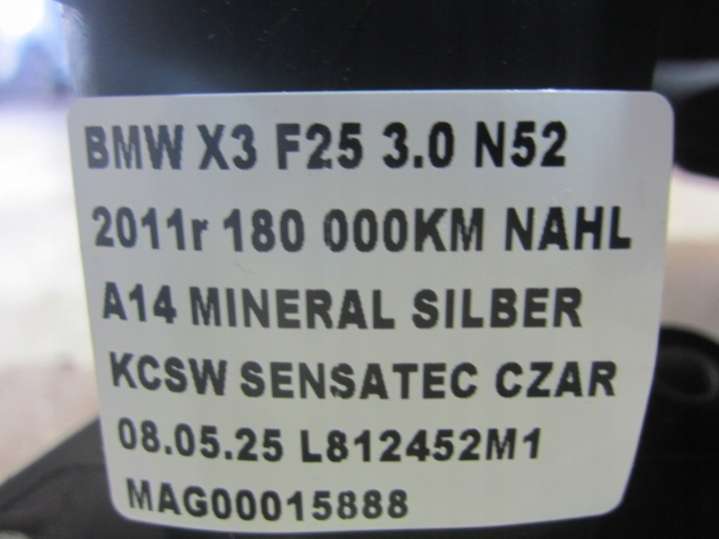 BMW X3 F25 3.0 N52
2011r 180 000KM NAHL
A14 MINERAL SILBER
KCSW SENSATEC CZAR
08.05.25 L812452M1
MAG00015888